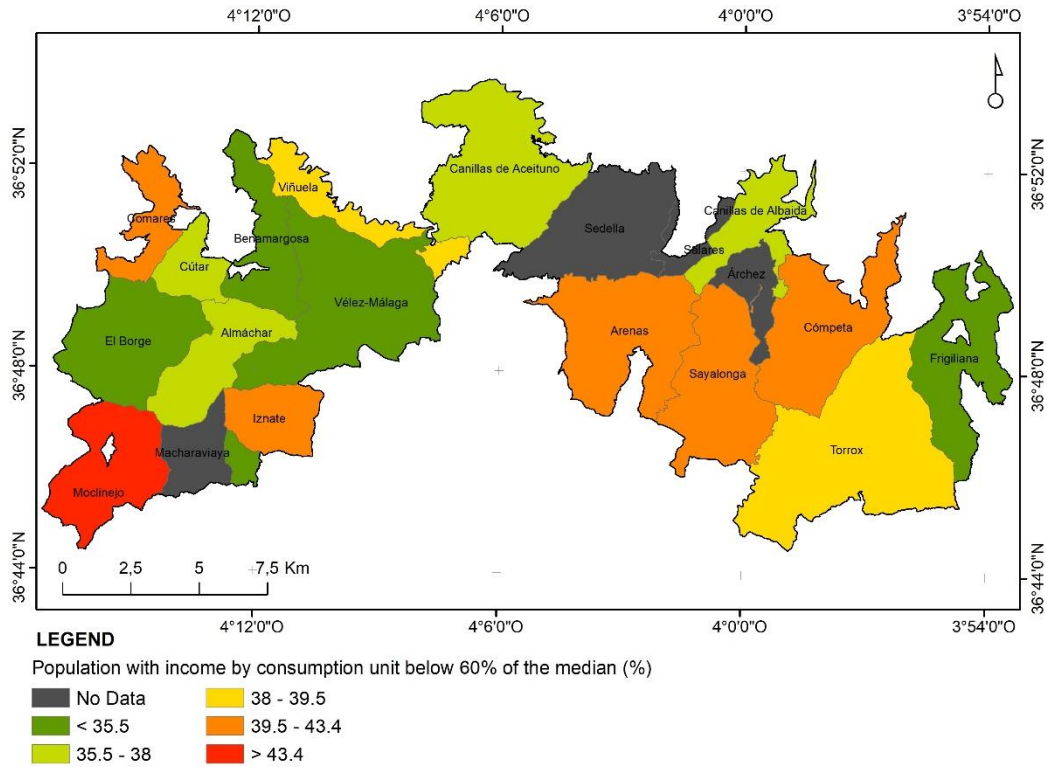 4°12'0"O 4°6'0"O 4°0'0"O 3°54'0"O
36°52'0"N
36°52'0"N
Canillas de Aceituno
Viñuela
Comares
Canillas de Albaida
Benamargosa
Sedella
Salares
Cútar
Árchez
Vélez-Málaga
Arenas
Cómpeta
Almáchar
El Borge
Frigiliana
36°48'0"N
36°48'0"N
Sayalonga
Iznate
Macharaviaya
Torrox
Moclinejo
36°44'0"N
36°44'0"N
0 2,5 5 7,5 Km
4°12'0"O 4°6'0"O 4°0'0"O 3°54'0"O
LEGEND
Population with income by consumption unit below 60% of the median (%)
No Data 38 - 39.5
< 35.5 39.5 - 43.4
35.5 - 38 > 43.4